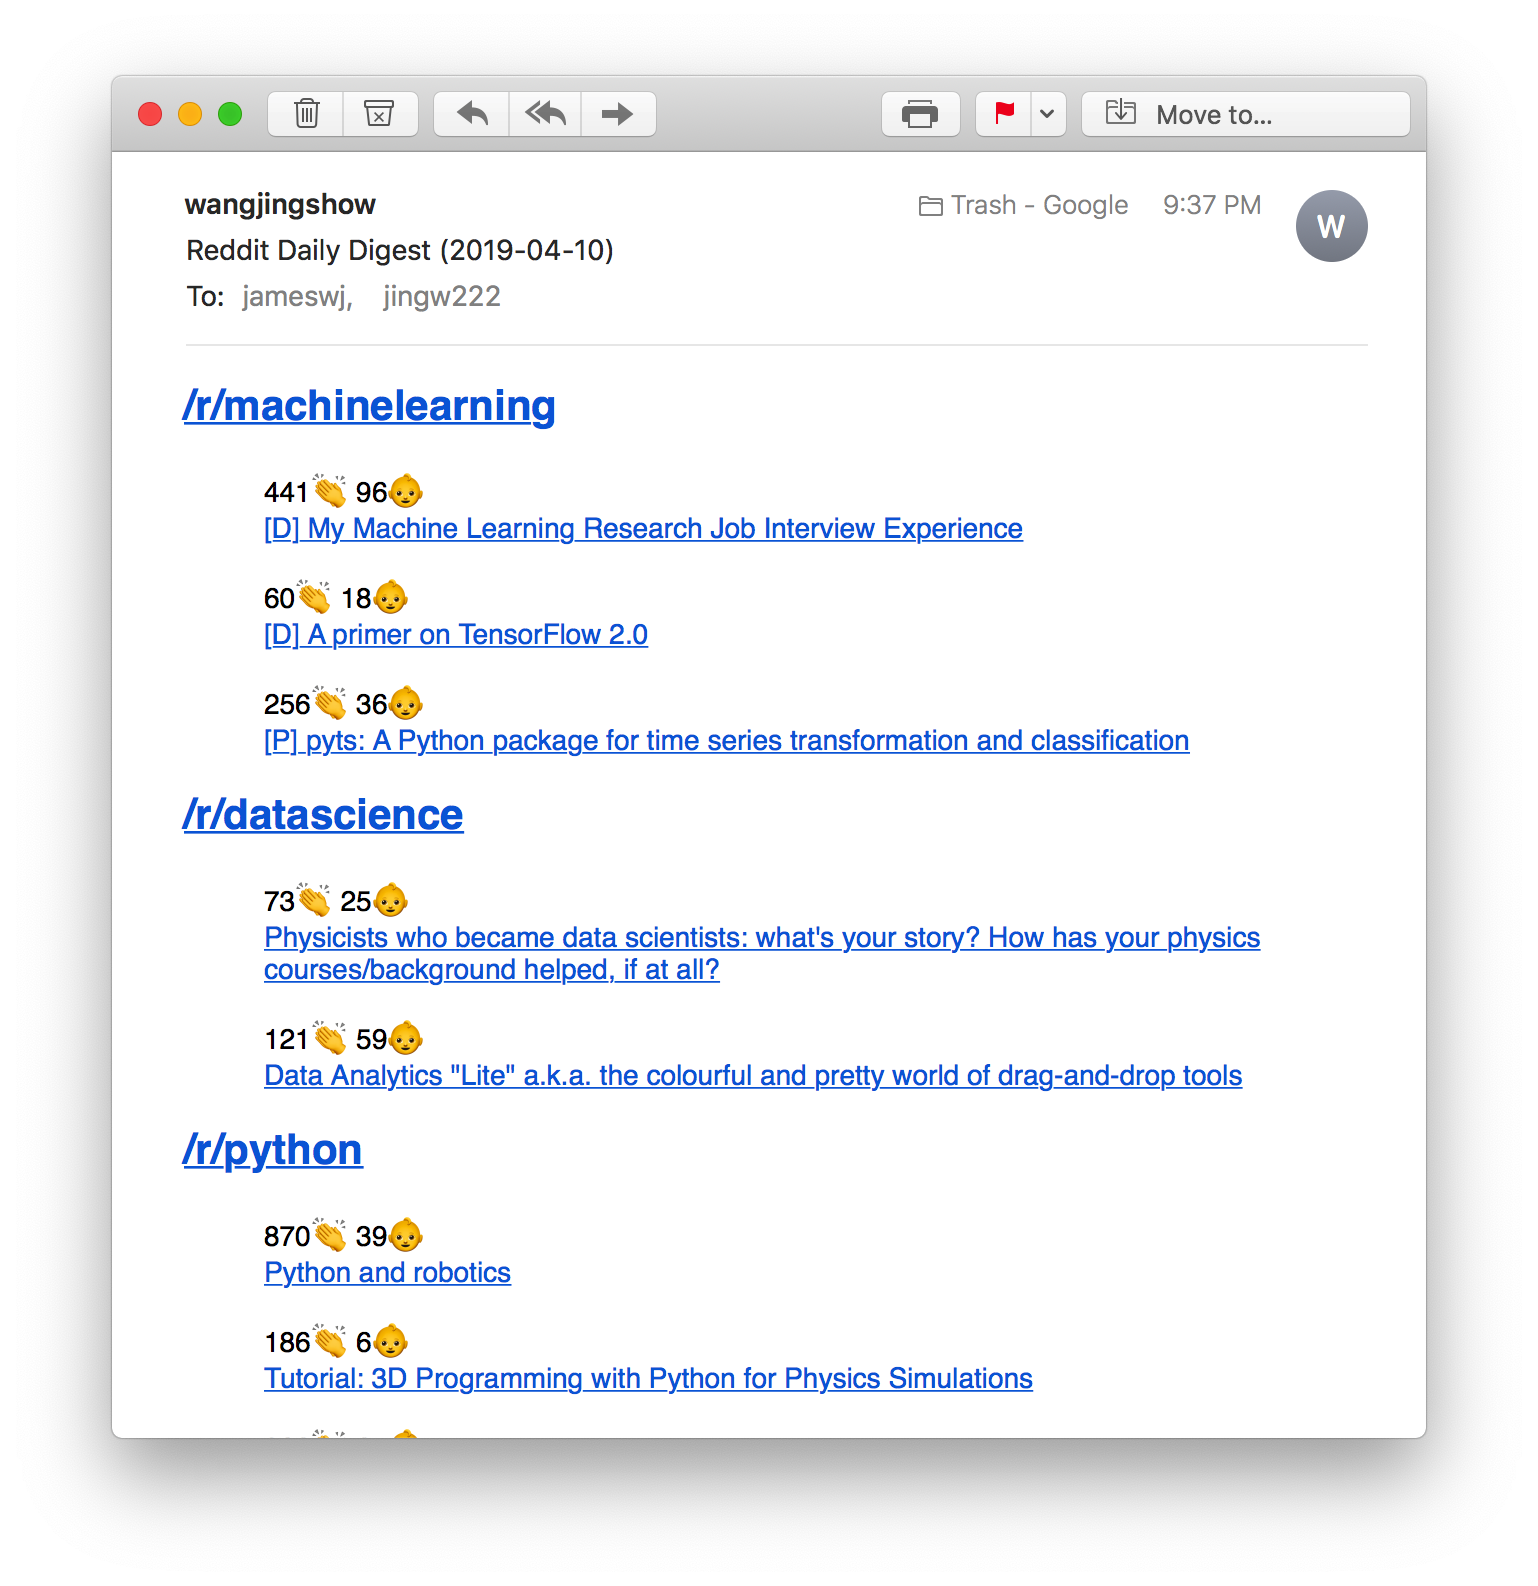 Move to...
wangjingshow
Trash - Google 9:37 PM
W
Reddit Daily Digest (2019-04-10)
To: jameswj, jingw222
/r/machinelearning
441👏 96👶
[D] My Machine Learning Research Job Interview Experience
60👏 18👶
[D] A primer on TensorFlow 2.0
256👏 36👶
[P] pyts: A Python package for time series transformation and classification
/r/datascience
73👏 25👶
Physicists who became data scientists: what's your story? How has your physics
courses/background helped, if at all?
121👏 59👶
Data Analytics "Lite" a.k.a. the colourful and pretty world of drag-and-drop tools
/r/python
870👏 39👶
Python and robotics
186👏 6👶
Tutorial: 3D Programming with Python for Physics Simulations